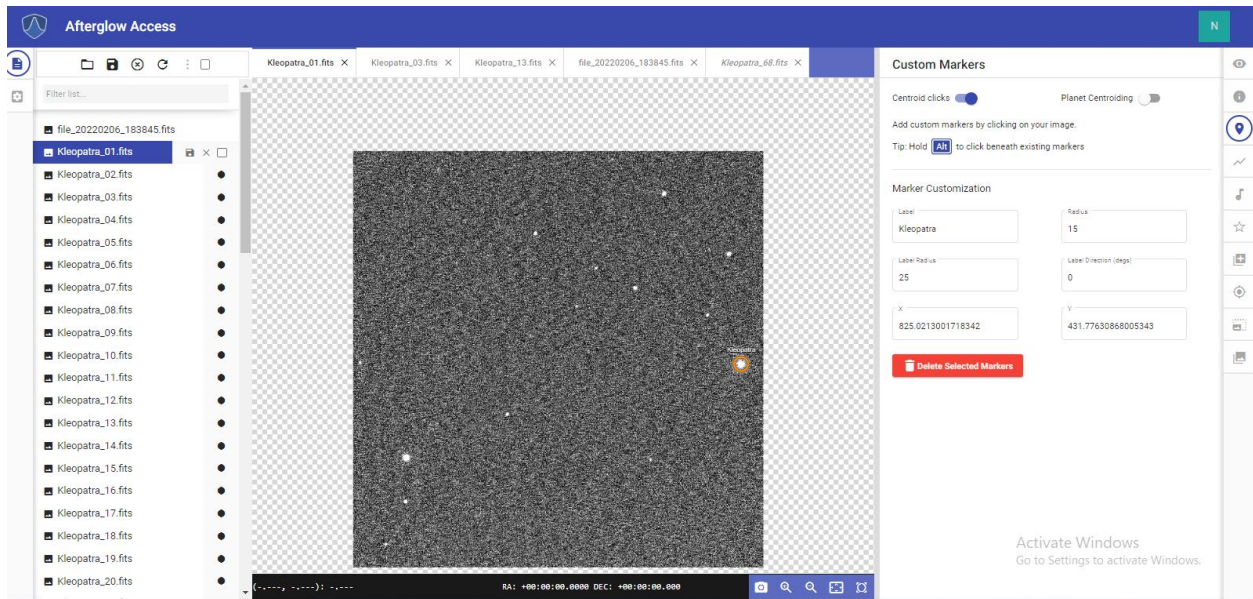 Afterglow Access
N
Filter list...
file_20220206_183845.fits
Kleopatra_01.fits
Kleopatra_02.fits
Kleopatra_03.fits
Kleopatra_04.fits
Kleopatra_05.fits
Kleopatra_06.fits
Kleopatra_07.fits
Kleopatra_08.fits
Kleopatra_09.fits
Kleopatra_10.fits
Kleopatra_11.fits
Kleopatra_12.fits
Kleopatra_13.fits
Kleopatra_14.fits
Kleopatra_15.fits
Kleopatra_16.fits
Kleopatra_17.fits
Kleopatra_18.fits
Kleopatra_19.fits
Kleopatra_20.fits
Kleopatra_01.fits Kleopatra_03.fits Kleopatra_13.fits file_20220206_183845.fits Kleopatra_68.fits
Kleopatra
(-.---, -.---): -.--- RA: +00:00:00.0000 DEC: +00:00:00.000
Custom Markers
Centroid clicks Planet Centroiding
Add custom markers by clicking on your image.
Tip: Hold Alt to click beneath existing markers
Marker Customization
Label Radius
Kleopatra 15
Label Radius Label Direction (degs)
25 0
X Y
825.0213001718342 431.77630868005343
Delete Selected Markers
Activate Windows
Go to Settings to activate Windows.